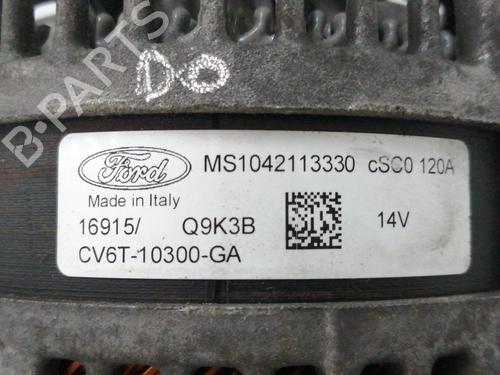 B-PARTS
DO
Ford
MS1042113330 cSC0 120A
Made in Italy
16915/ Q9K3B
14V
CV6T-10300-GA